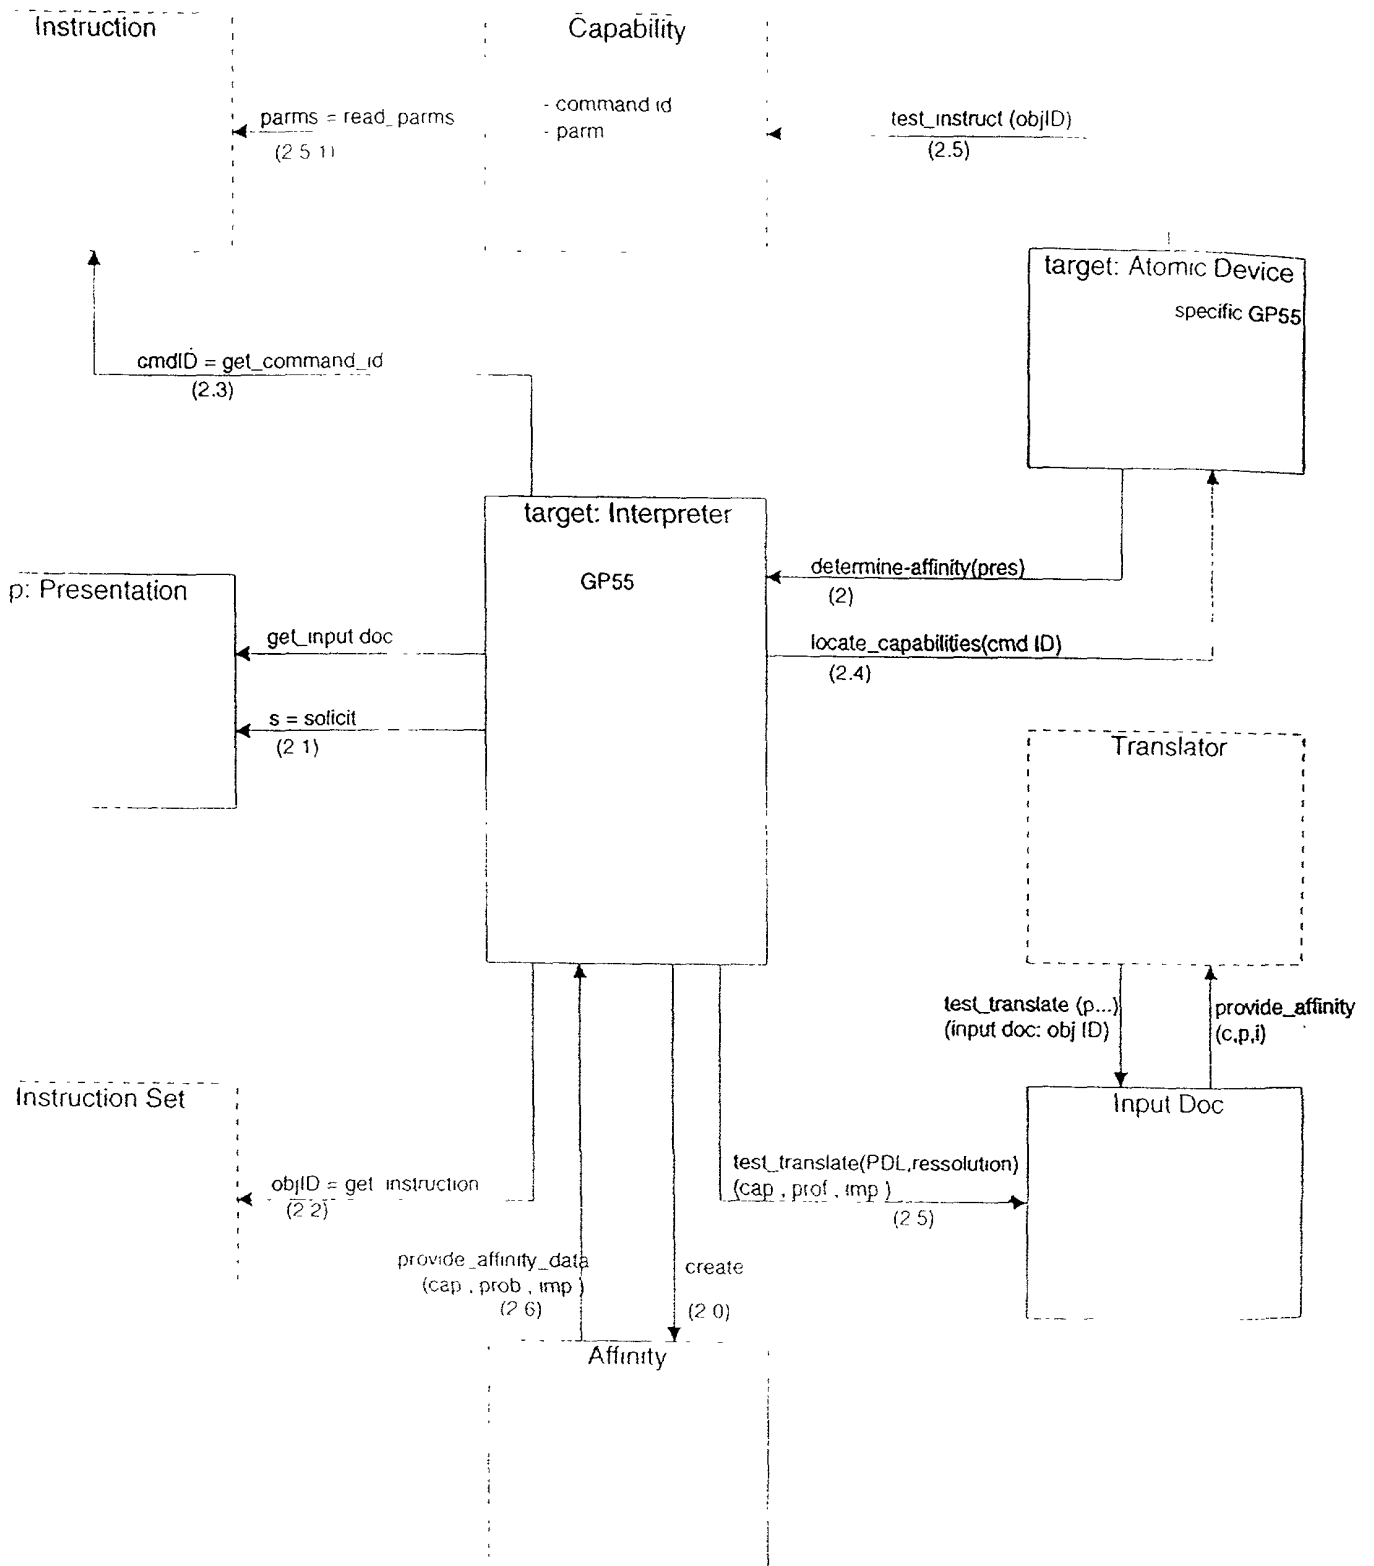 Instruction
Capability
parms = read_parms
(2 5 1)
- command id
- parm
test_instruct (objID)
(2.5)
target: Atomic Device
specific GP55
cmdID = get_command_id
(2.3)
target: Interpreter
GP55
determine-affinity(pres)
(2)
p: Presentation
get_input doc
locate_capabilities(cmd ID)
(2.4)
s = solicit
(2 1)
Translator
test_translate (p...)
(input doc: obj ID)
provide_affinity
(c,p,i)
Instruction Set
Input Doc
objID = get instruction
(2 2)
test_translate(PDL,ressolution)
(cap , prof , imp )
(2 5)
provide_affinity_data
(cap , prob , imp )
(2 6)
create
(2 0)
Affinity